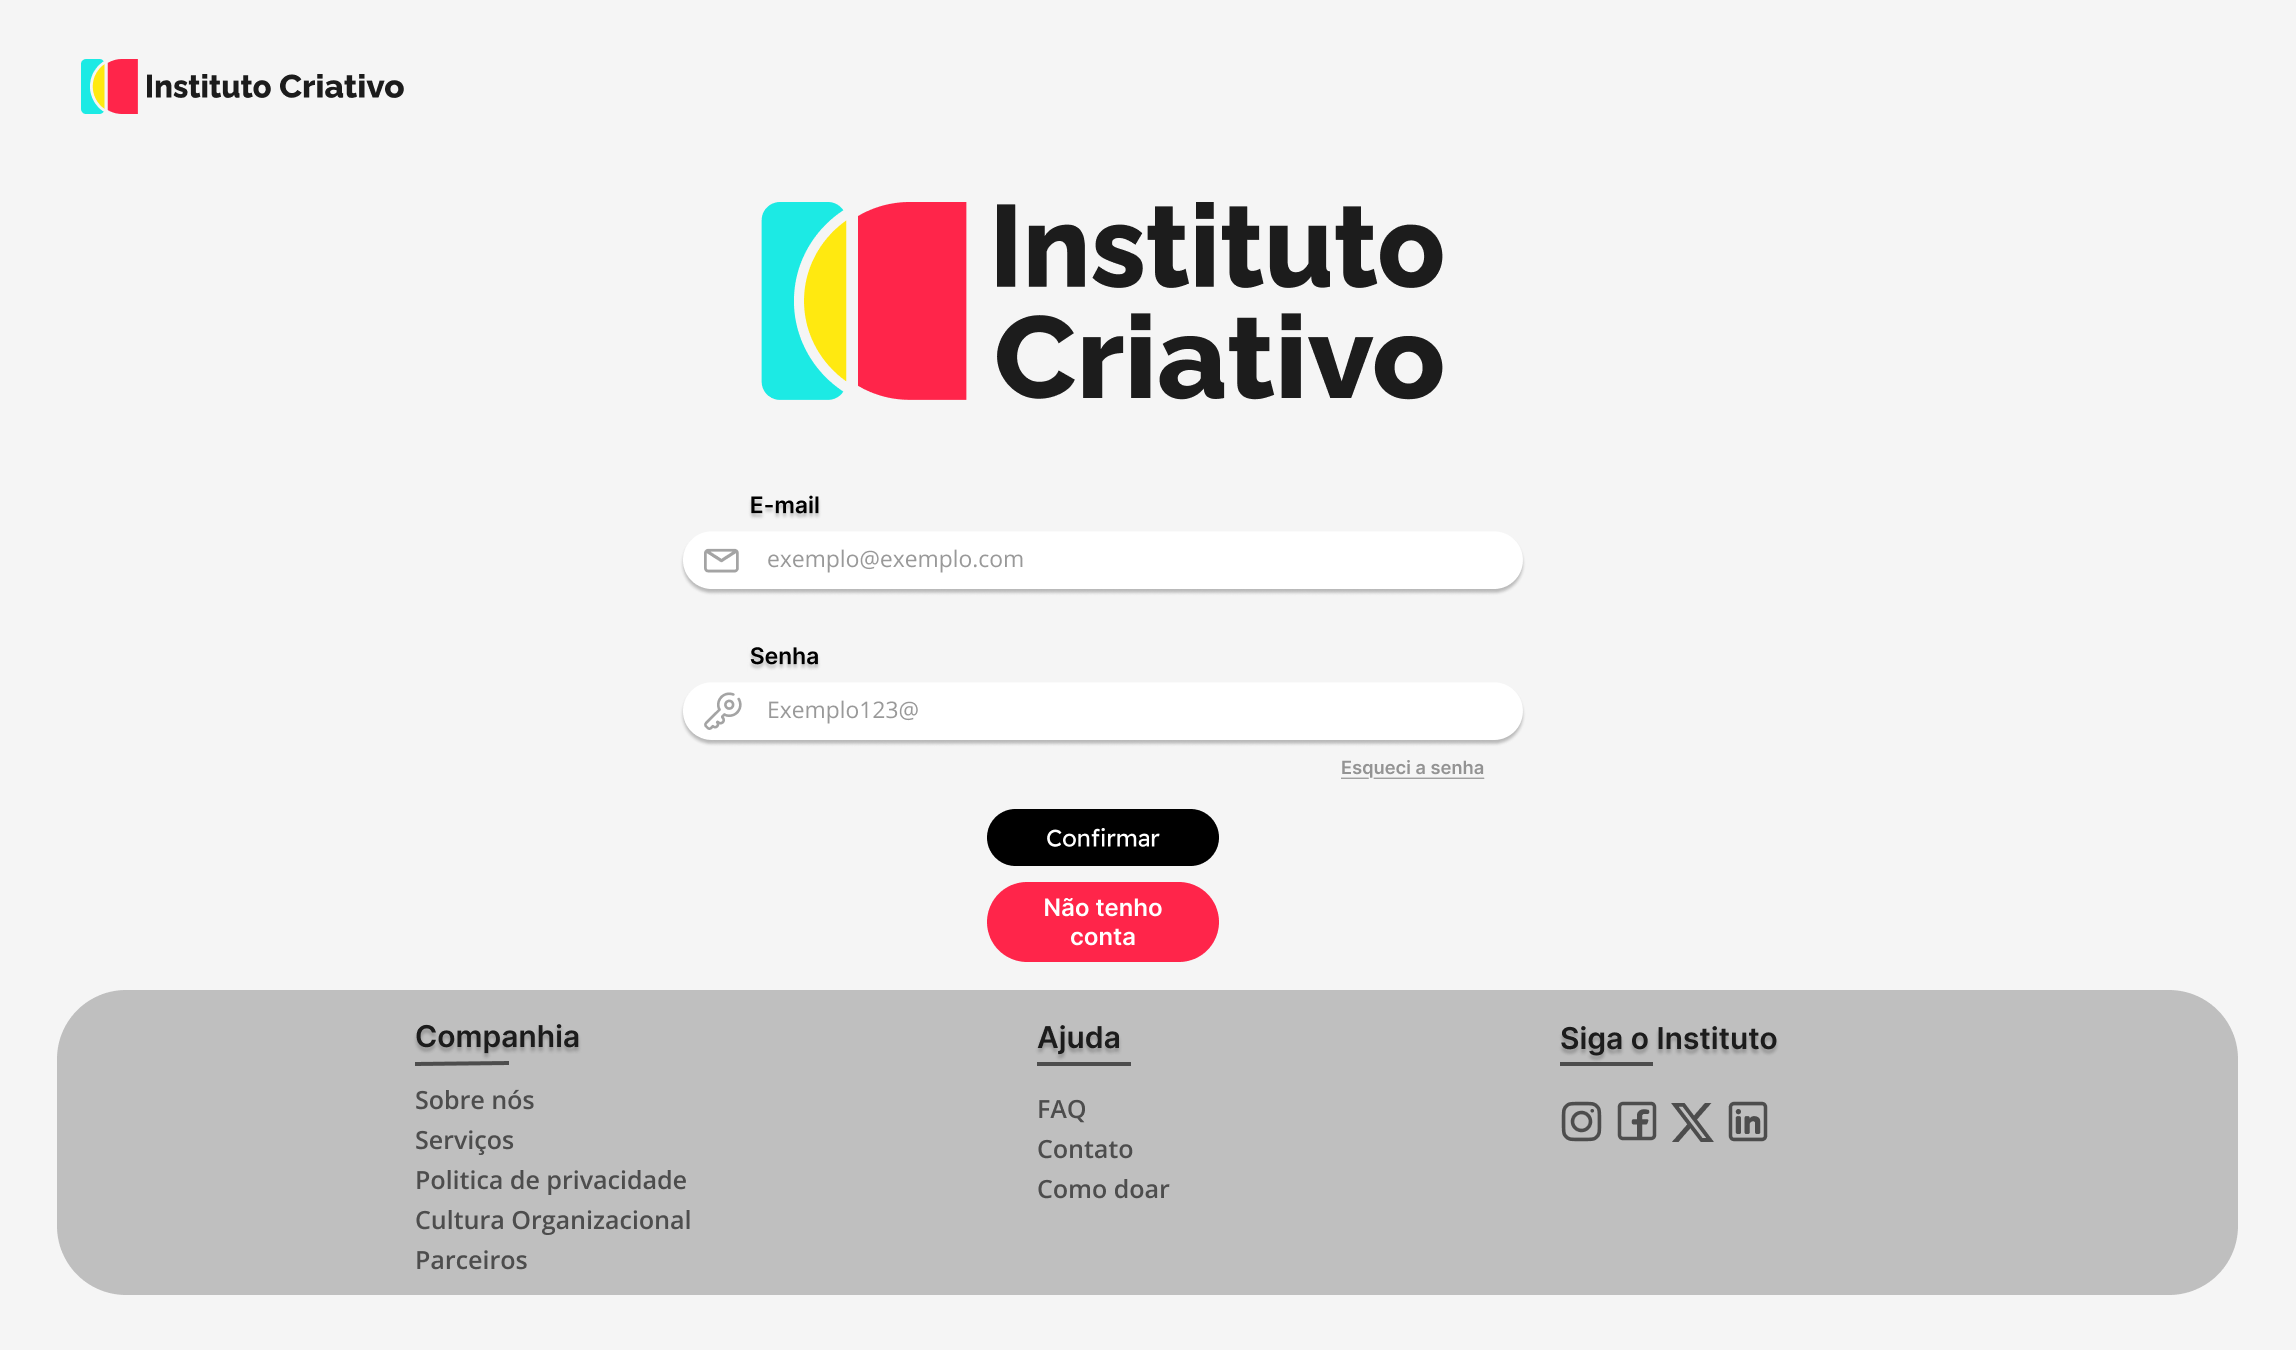 Instituto Criativo
Instituto
Criativo
E-mail
exemplo@exemplo.com
Senha
Exemplo123@
Esqueci a senha
Confirmar
Não tenho
conta
Companhia
Sobre nós
Serviços
Politica de privacidade
Cultura Organizacional
Parceiros
Ajuda
FAQ
Contato
Como doar
Siga o Instituto